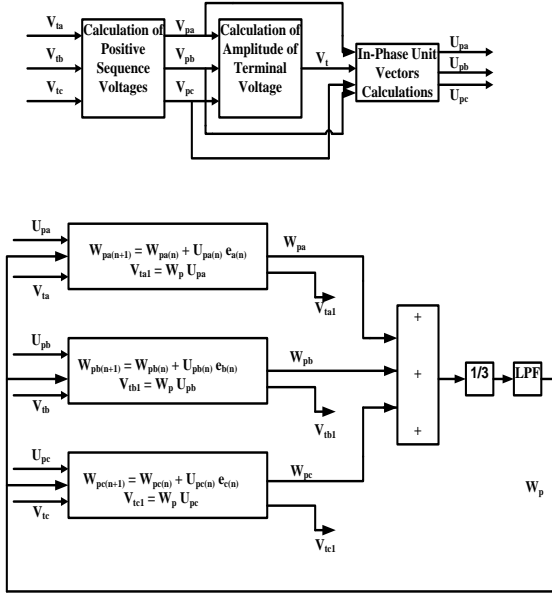 V_ta
V_tb
V_tc
Calculation of
Positive
Sequence
Voltages
V_pa
V_pb
V_pc
Calculation of
Amplitude of
Terminal
Voltage
V_t
In-Phase Unit
Vectors
Calculations
U_pa
U_pb
U_pc
U_pa
V_ta
W_pa(n+1) = W_pa(n) + U_pa(n) e_a(n)
V_ta1 = W_p U_pa
W_pa
V_ta1
U_pb
V_tb
W_pb(n+1) = W_pb(n) + U_pb(n) e_b(n)
V_tb1 = W_p U_pb
W_pb
V_tb1
U_pc
V_tc
W_pc(n+1) = W_pc(n) + U_pc(n) e_c(n)
V_tc1 = W_p U_pc
W_pc
V_tc1
+
+
+
1/3
LPF
W_p